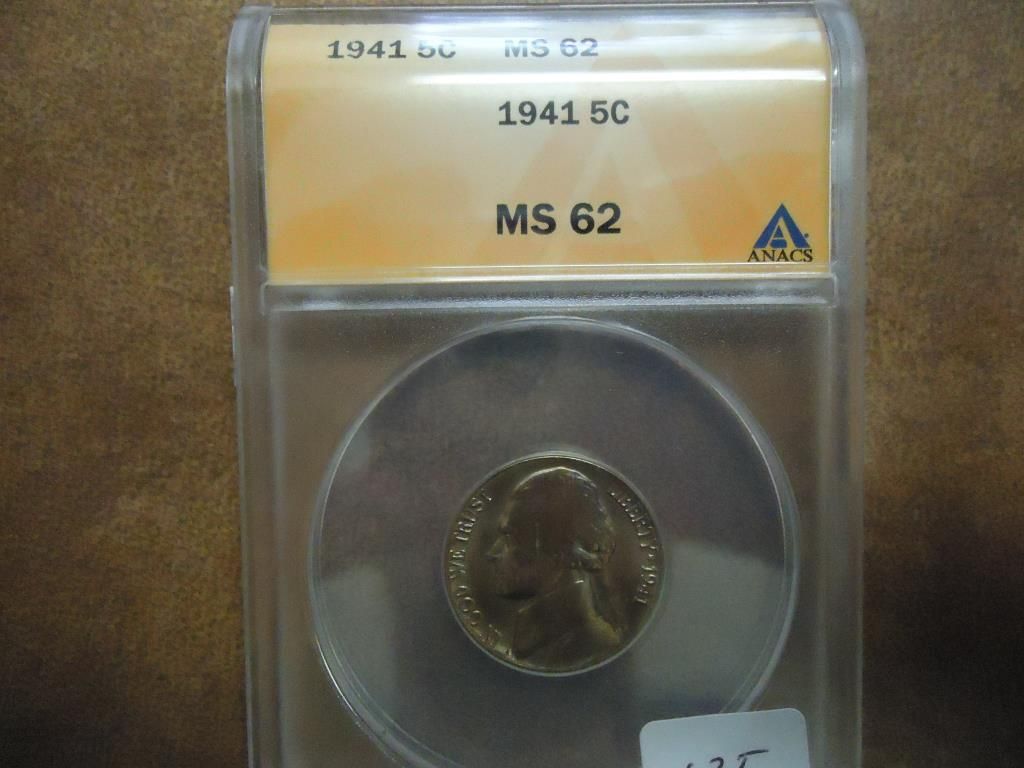 1941 5C MS 62
1941 5C
MS 62
ANACS
IN GOD WE TRUST
LIBERTY 1941